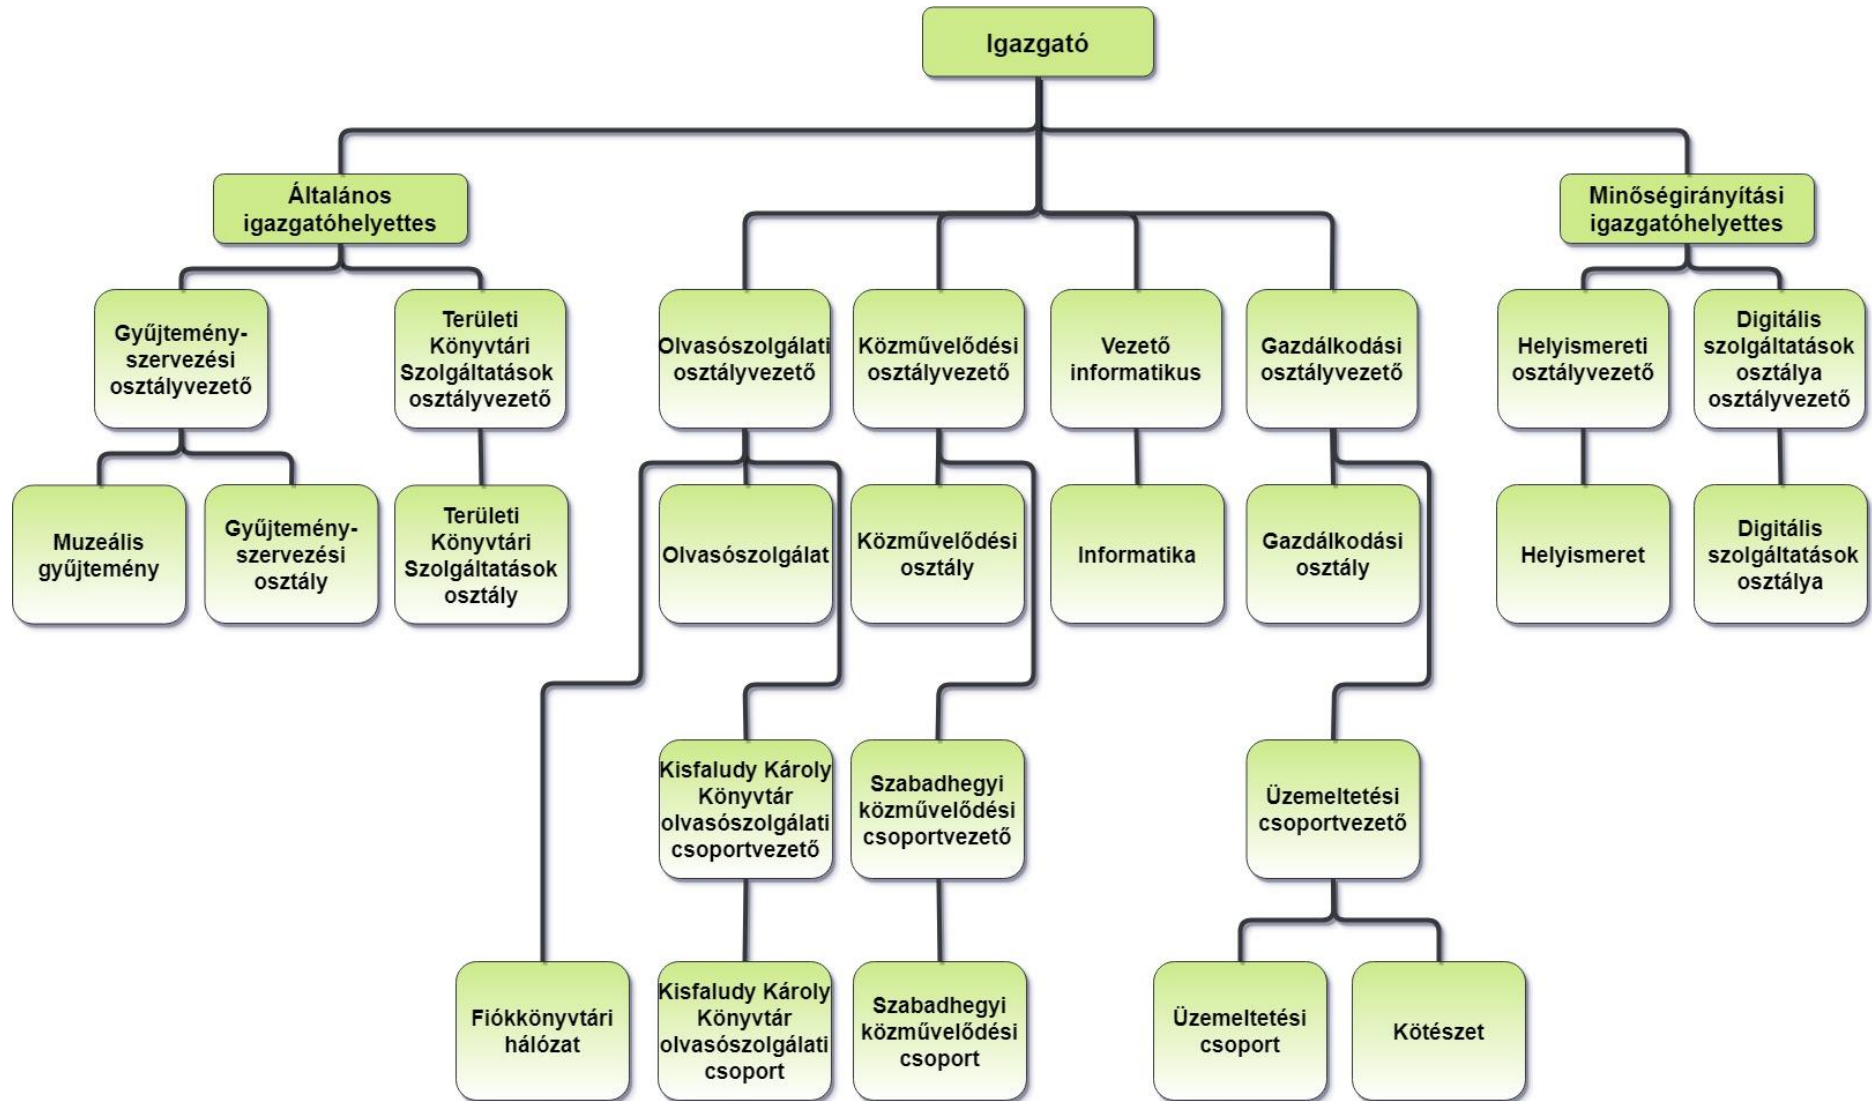 Igazgató
Általános
igazgatóhelyettes
Minőségirányítási
igazgatóhelyettes
Gyűjtemény-
szervezési
osztályvezető
Területi
Könyvtári
Szolgáltatások
osztályvezető
Olvasószolgálati
osztályvezető
Közművelődési
osztályvezető
Vezető
informatikus
Gazdálkodási
osztályvezető
Helyismereti
osztályvezető
Digitális
szolgáltatások
osztálya
osztályvezető
Muzeális
gyűjtemény
Gyűjtemény-
szervezési
osztály
Területi
Könyvtári
Szolgáltatások
osztály
Olvasószolgálat
Közművelődési
osztály
Informatika
Gazdálkodási
osztály
Helyismeret
Digitális
szolgáltatások
osztálya
Kisfaludy Károly
Könyvtár
olvasószolgálati
csoportvezető
Szabadhegyi
közművelődési
csoportvezető
Üzemeltetési
csoportvezető
Fiókkönyvtári
hálózat
Kisfaludy Károly
Könyvtár
olvasószolgálati
csoport
Szabadhegyi
közművelődési
csoport
Üzemeltetési
csoport
Kötészet